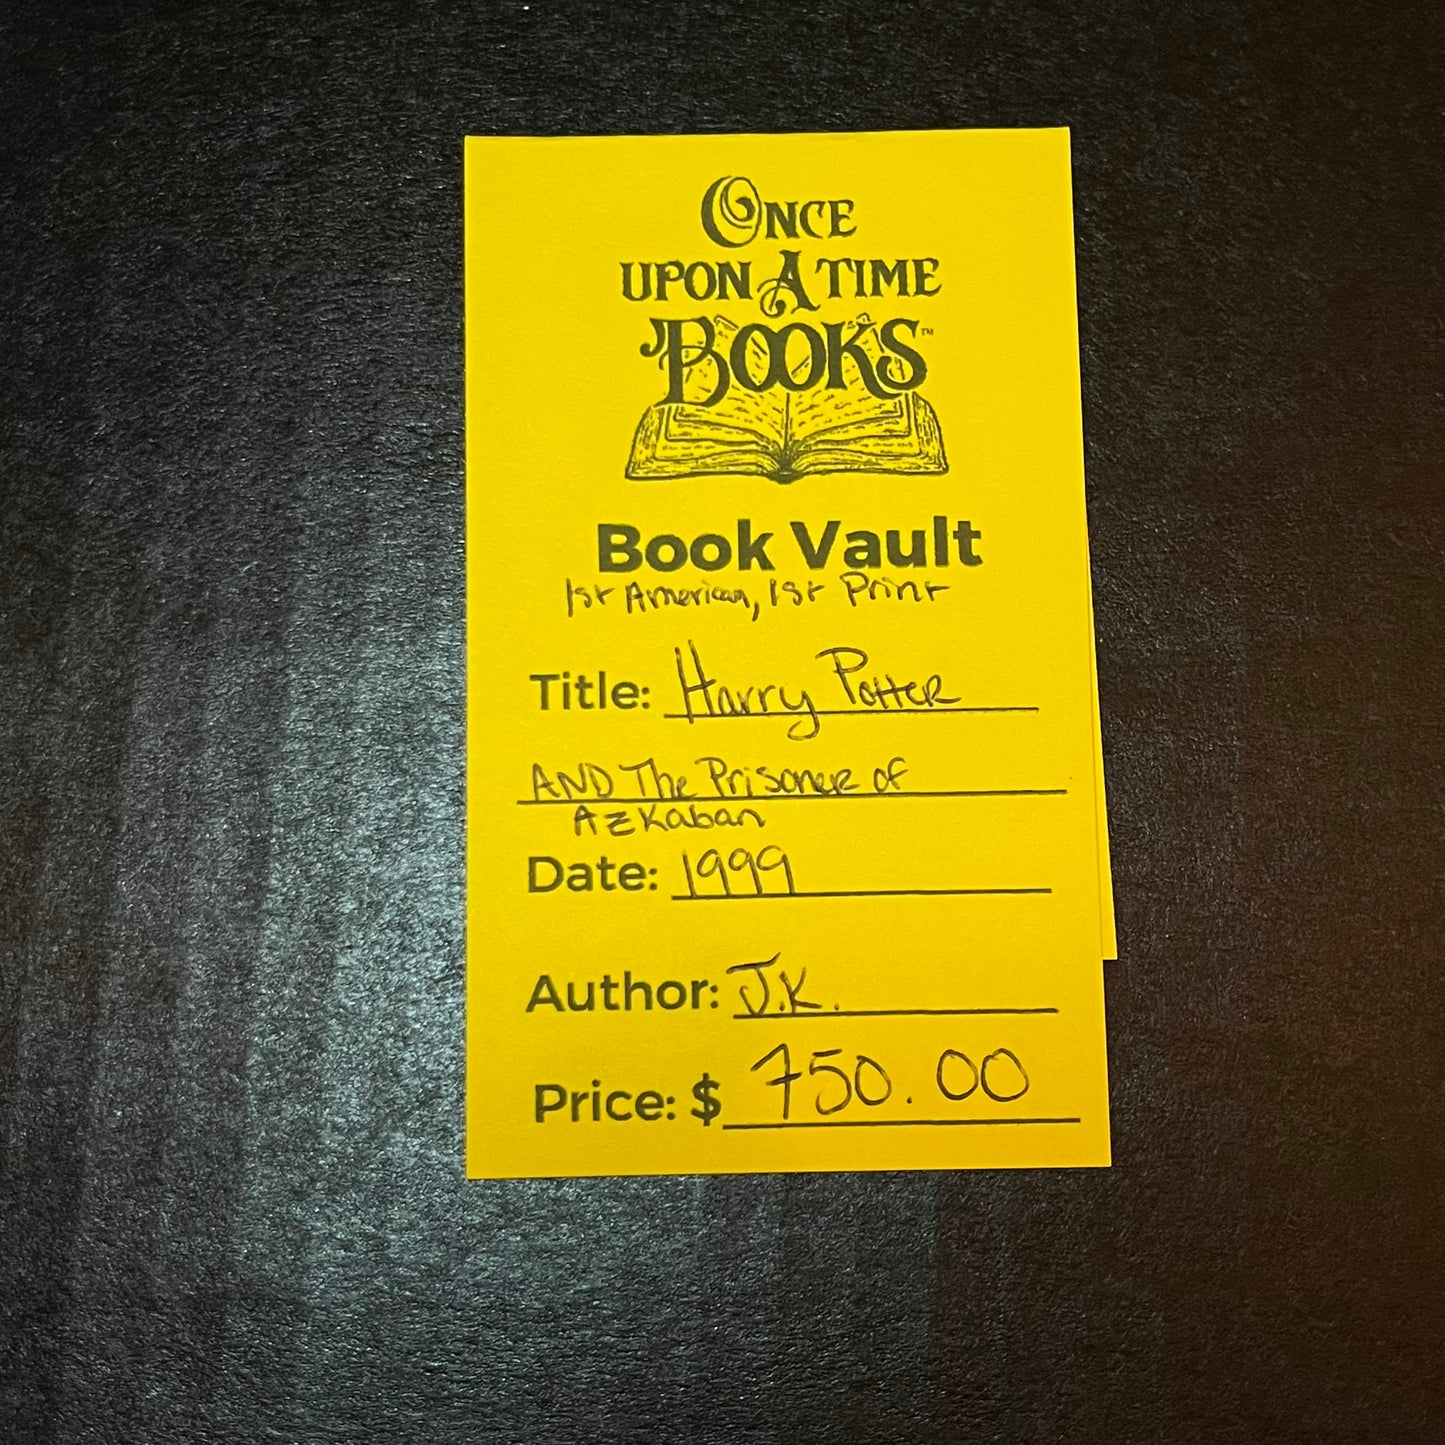 ONCE
UPON A TIME
BOOKS™
Book Vault
1st American, 1st Print
Title: Harry Potter
AND The Prisoner of
Azkaban
Date: 1999
Author: J.K.
Price: $ 750.00